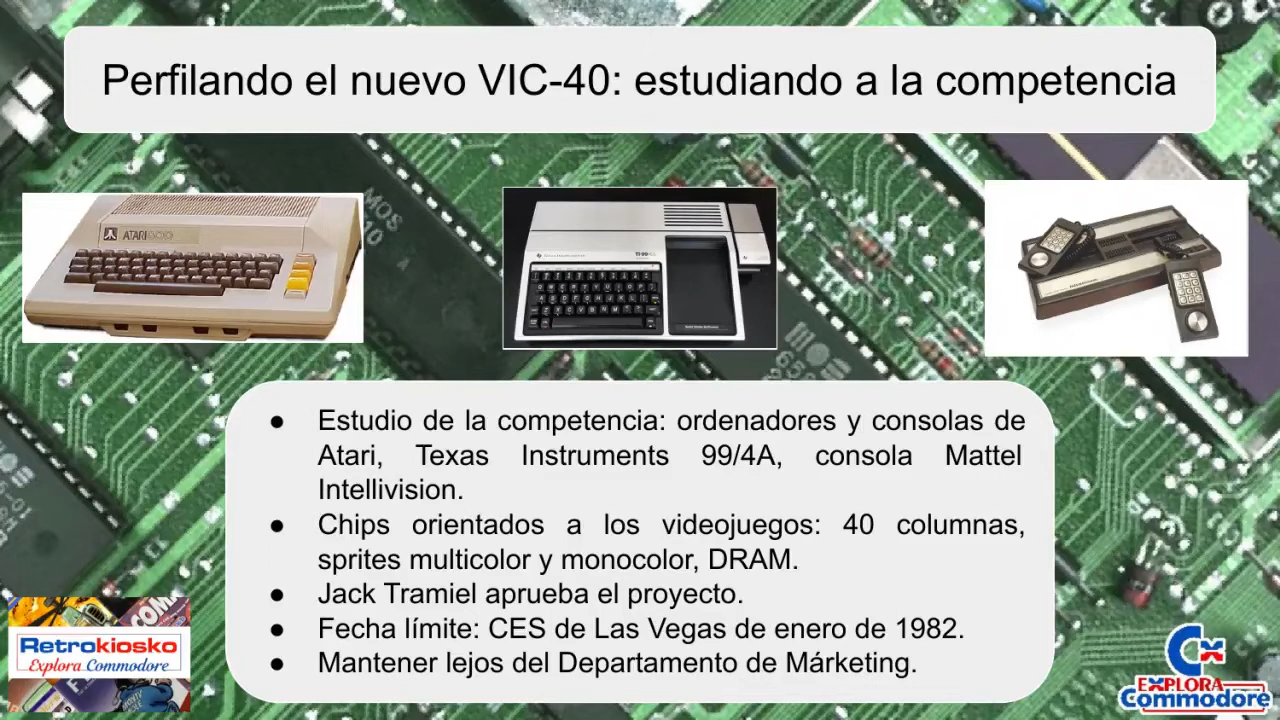 Perfilando el nuevo VIC-40: estudiando a la competencia
MOS
ATARI 800
● Estudio de la competencia: ordenadores y consolas de
Atari, Texas Instruments 99/4A, consola Mattel
Intellivision.
● Chips orientados a los videojuegos: 40 columnas,
sprites multicolor y monocolor, DRAM.
● Jack Tramiel aprueba el proyecto.
● Fecha límite: CES de Las Vegas de enero de 1982.
● Mantener lejos del Departamento de Márketing.
Retrokiosko
Explora Commodore
EXPLORA
Commodore